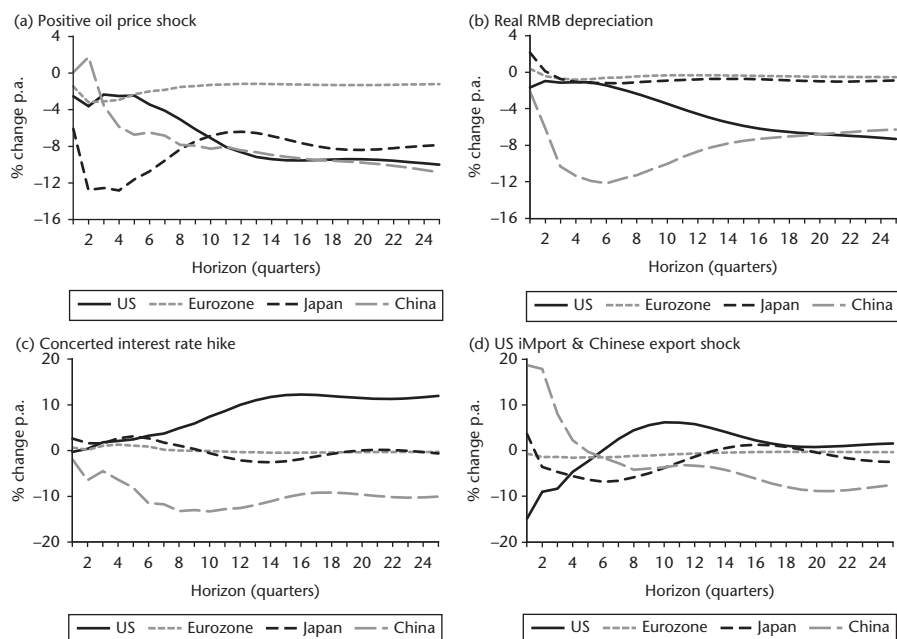 (a) Positive oil price shock
4
0
−4
−8
−12
−16
% change p.a.
2 4 6 8 10 12 14 16 18 20 22 24
Horizon (quarters)
US Eurozone Japan China
(b) Real RMB depreciation
4
0
−4
−8
−12
−16
% change p.a.
2 4 6 8 10 12 14 16 18 20 22 24
Horizon (quarters)
US Eurozone Japan China
(c) Concerted interest rate hike
20
10
0
−10
−20
% change p.a.
2 4 6 8 10 12 14 16 18 20 22 24
Horizon (quarters)
US Eurozone Japan China
(d) US iMport & Chinese export shock
20
10
0
−10
−20
% change p.a.
2 4 6 8 10 12 14 16 18 20 22 24
Horizon (quarters)
US Eurozone Japan China